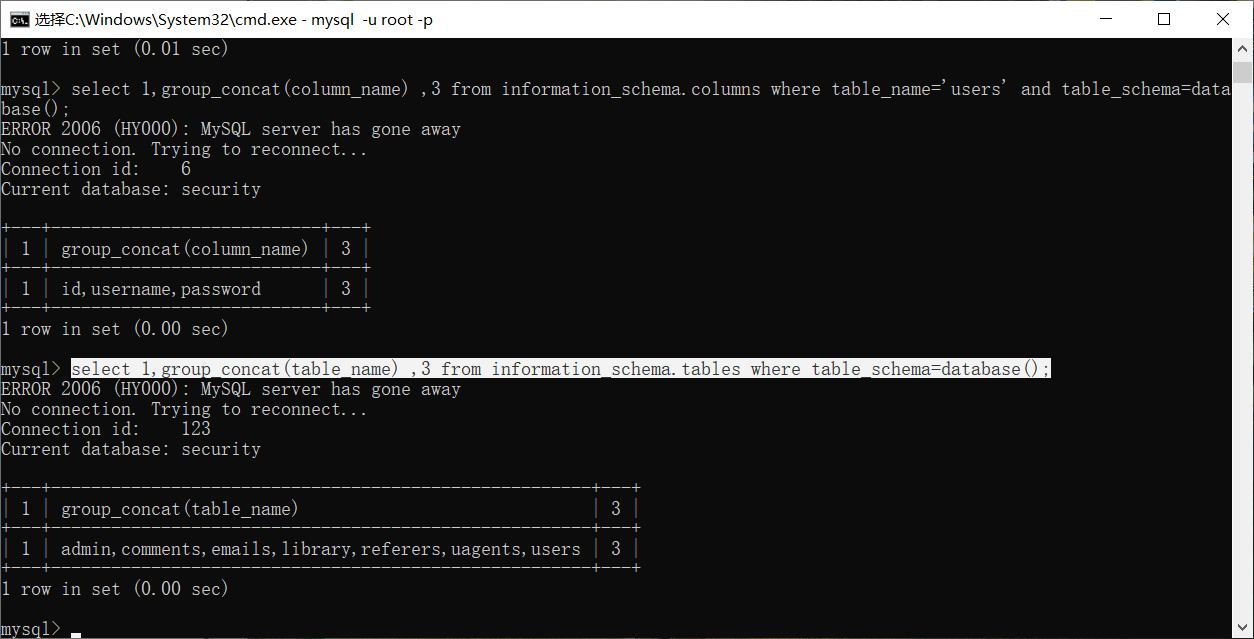 选择C:\Windows\System32\cmd.exe - mysql  -u root -p
1 row in set (0.01 sec)
mysql> select 1,group_concat(column_name) ,3 from information_schema.columns where table_name='users' and table_schema=data
base();
ERROR 2006 (HY000): MySQL server has gone away
No connection. Trying to reconnect...
Connection id:    6
Current database: security
+---+---------------------------+---+
| 1 | group_concat(column_name) | 3 |
+---+---------------------------+---+
| 1 | id,username,password      | 3 |
+---+---------------------------+---+
1 row in set (0.00 sec)
mysql> select 1,group_concat(table_name) ,3 from information_schema.tables where table_schema=database();
ERROR 2006 (HY000): MySQL server has gone away
No connection. Trying to reconnect...
Connection id:    123
Current database: security
+---+------------------------------------------------------+---+
| 1 | group_concat(table_name)                             | 3 |
+---+------------------------------------------------------+---+
| 1 | admin,comments,emails,library,referers,uagents,users | 3 |
+---+------------------------------------------------------+---+
1 row in set (0.00 sec)
mysql> _